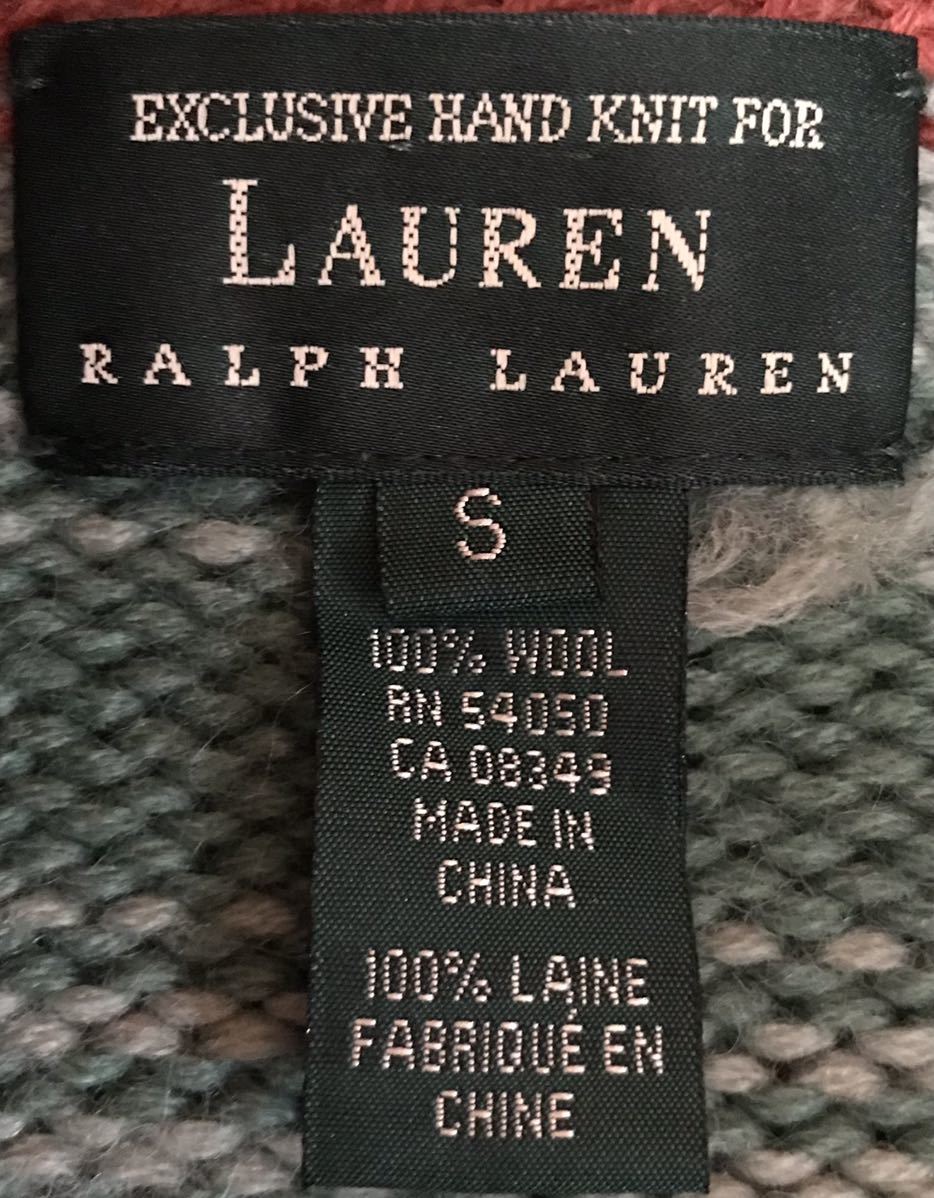 EXCLUSIVE HAND KNIT FOR
LAUREN
RALPH LAUREN
S
100% WOOL
RN 54050
CA 08349
MADE IN
CHINA
100% LAINE
FABRIQUÉ EN
CHINE